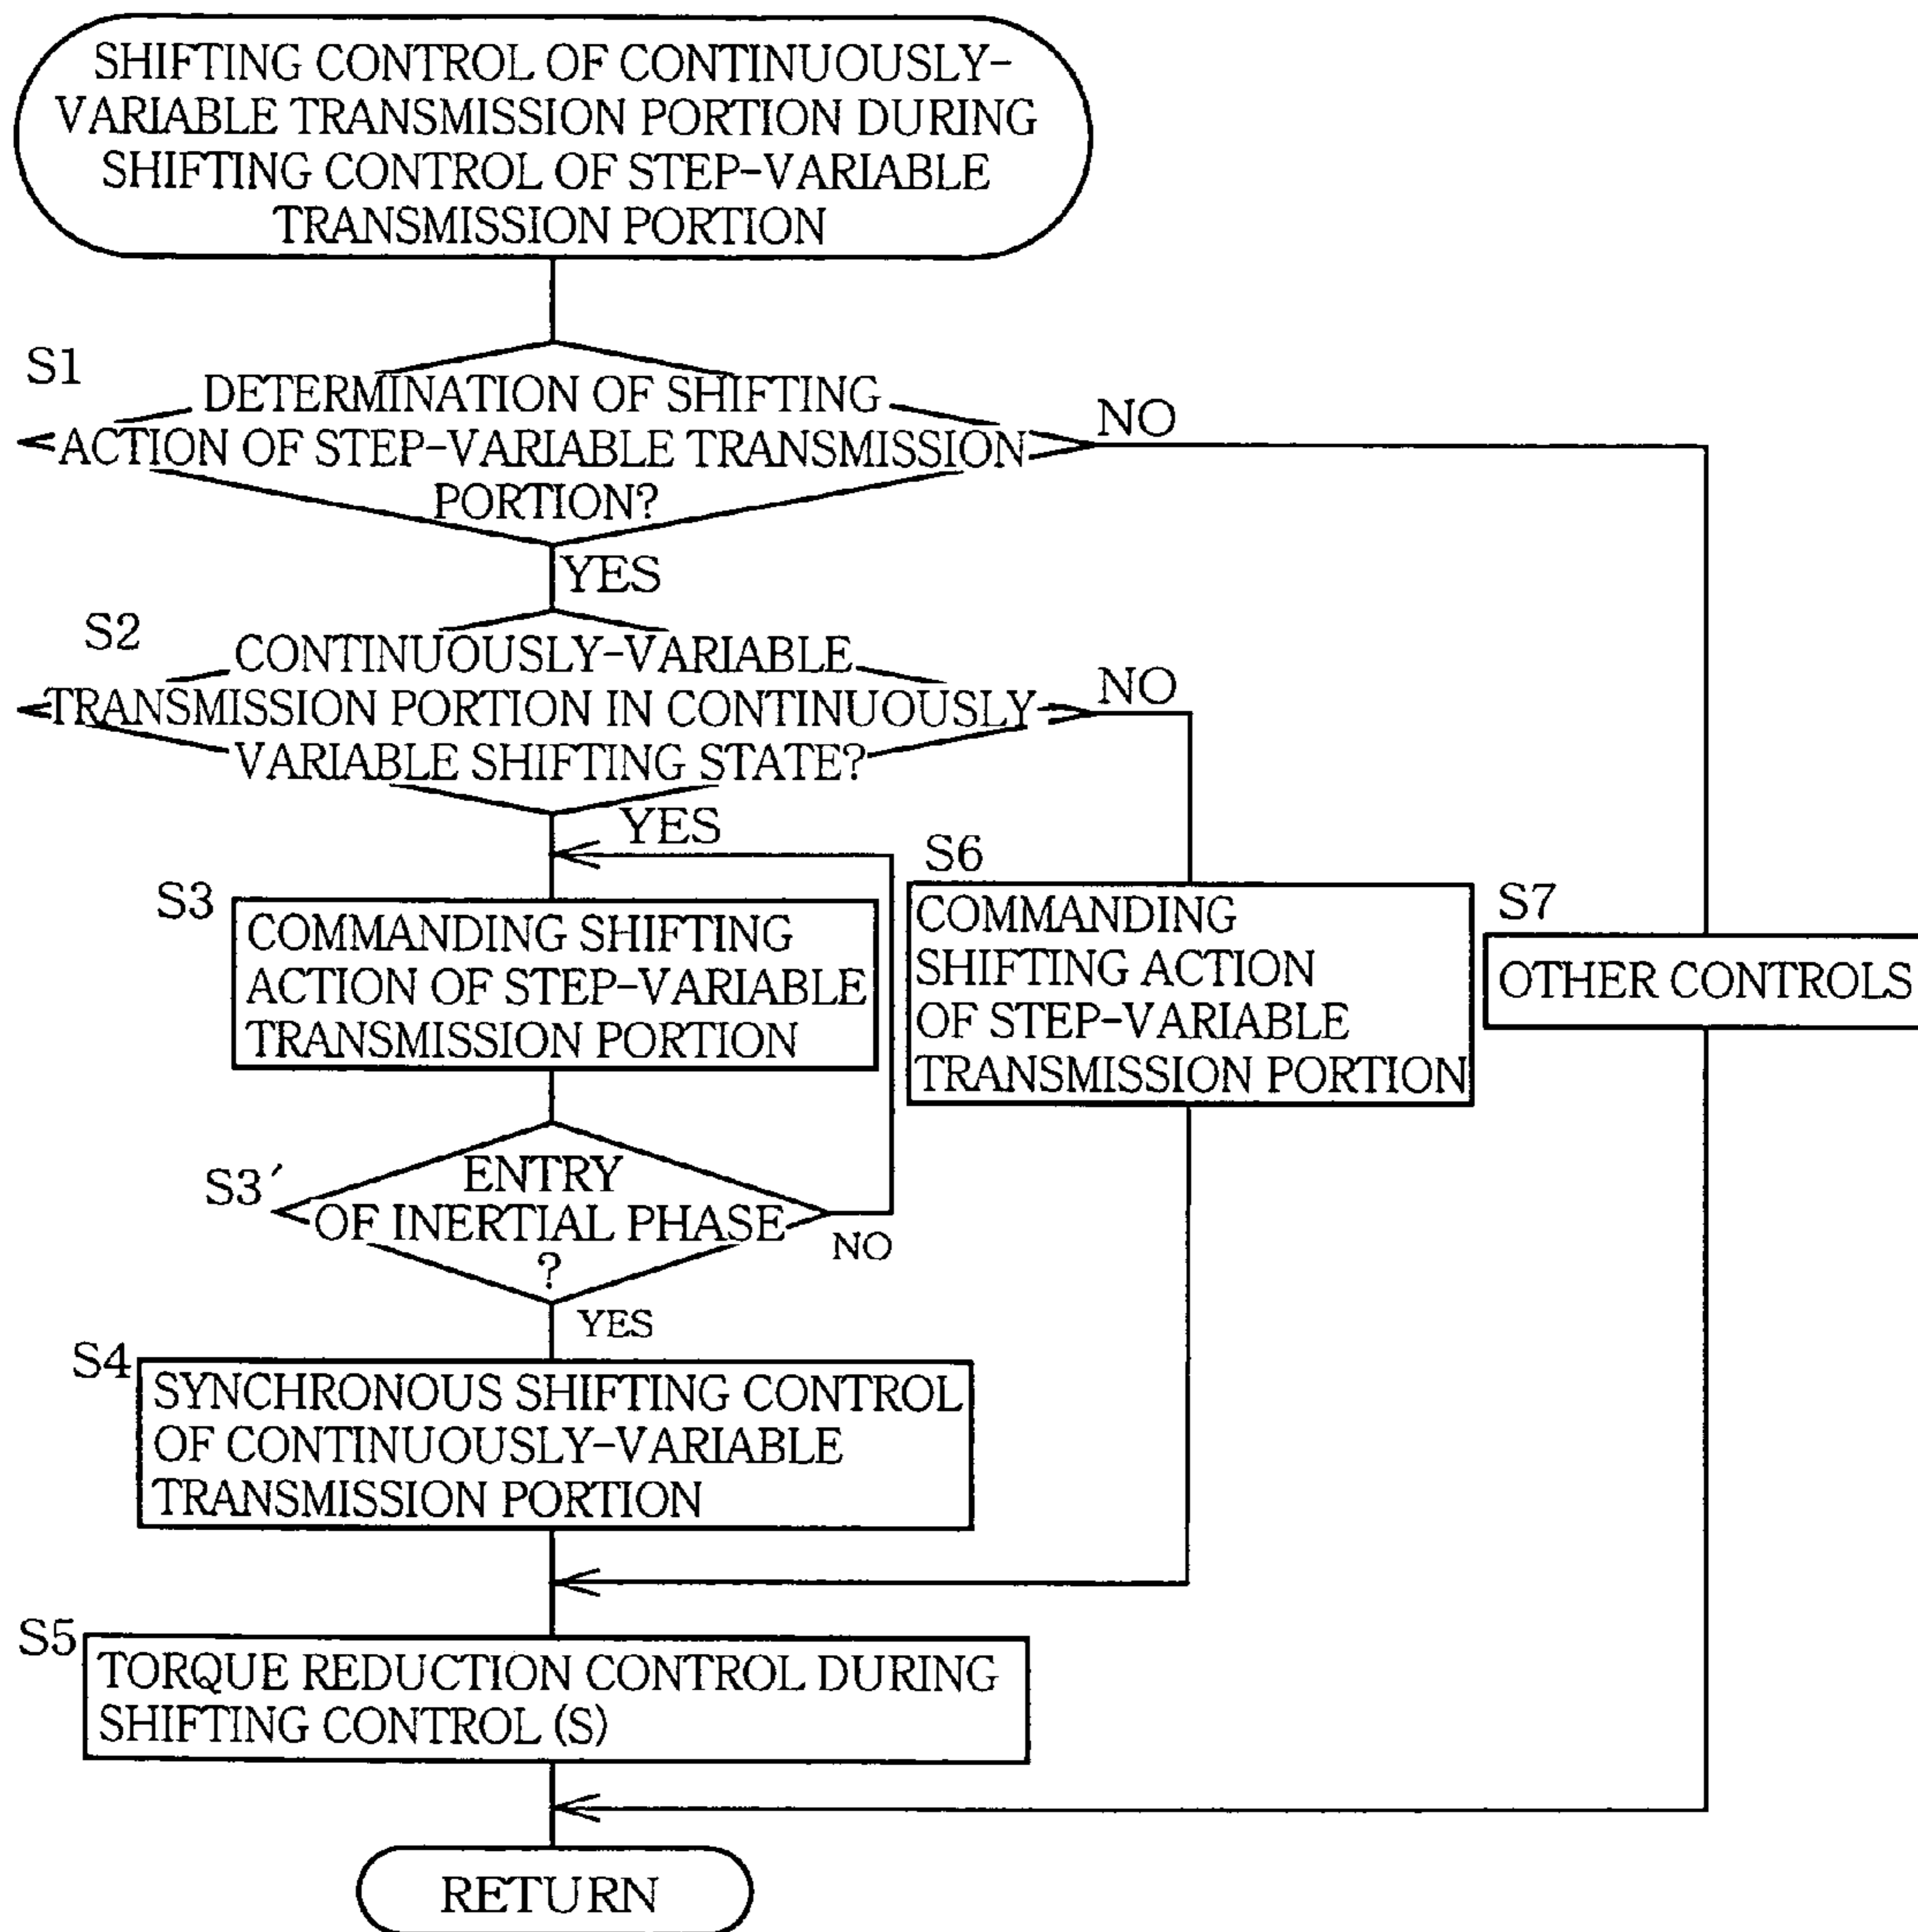 SHIFTING CONTROL OF CONTINUOUSLY-
VARIABLE TRANSMISSION PORTION DURING
SHIFTING CONTROL OF STEP-VARIABLE
TRANSMISSION PORTION
S1
DETERMINATION OF SHIFTING
ACTION OF STEP-VARIABLE TRANSMISSION
PORTION?
NO
YES
S2
CONTINUOUSLY-VARIABLE
TRANSMISSION PORTION IN CONTINUOUSLY
VARIABLE SHIFTING STATE?
NO
YES
S3
COMMANDING SHIFTING
ACTION OF STEP-VARIABLE
TRANSMISSION PORTION
S6
COMMANDING
SHIFTING ACTION
OF STEP-VARIABLE
TRANSMISSION PORTION
S7
OTHER CONTROLS
S3′
ENTRY
OF INERTIAL PHASE
?
NO
YES
S4
SYNCHRONOUS SHIFTING CONTROL
OF CONTINUOUSLY-VARIABLE
TRANSMISSION PORTION
S5
TORQUE REDUCTION CONTROL DURING
SHIFTING CONTROL (S)
RETURN